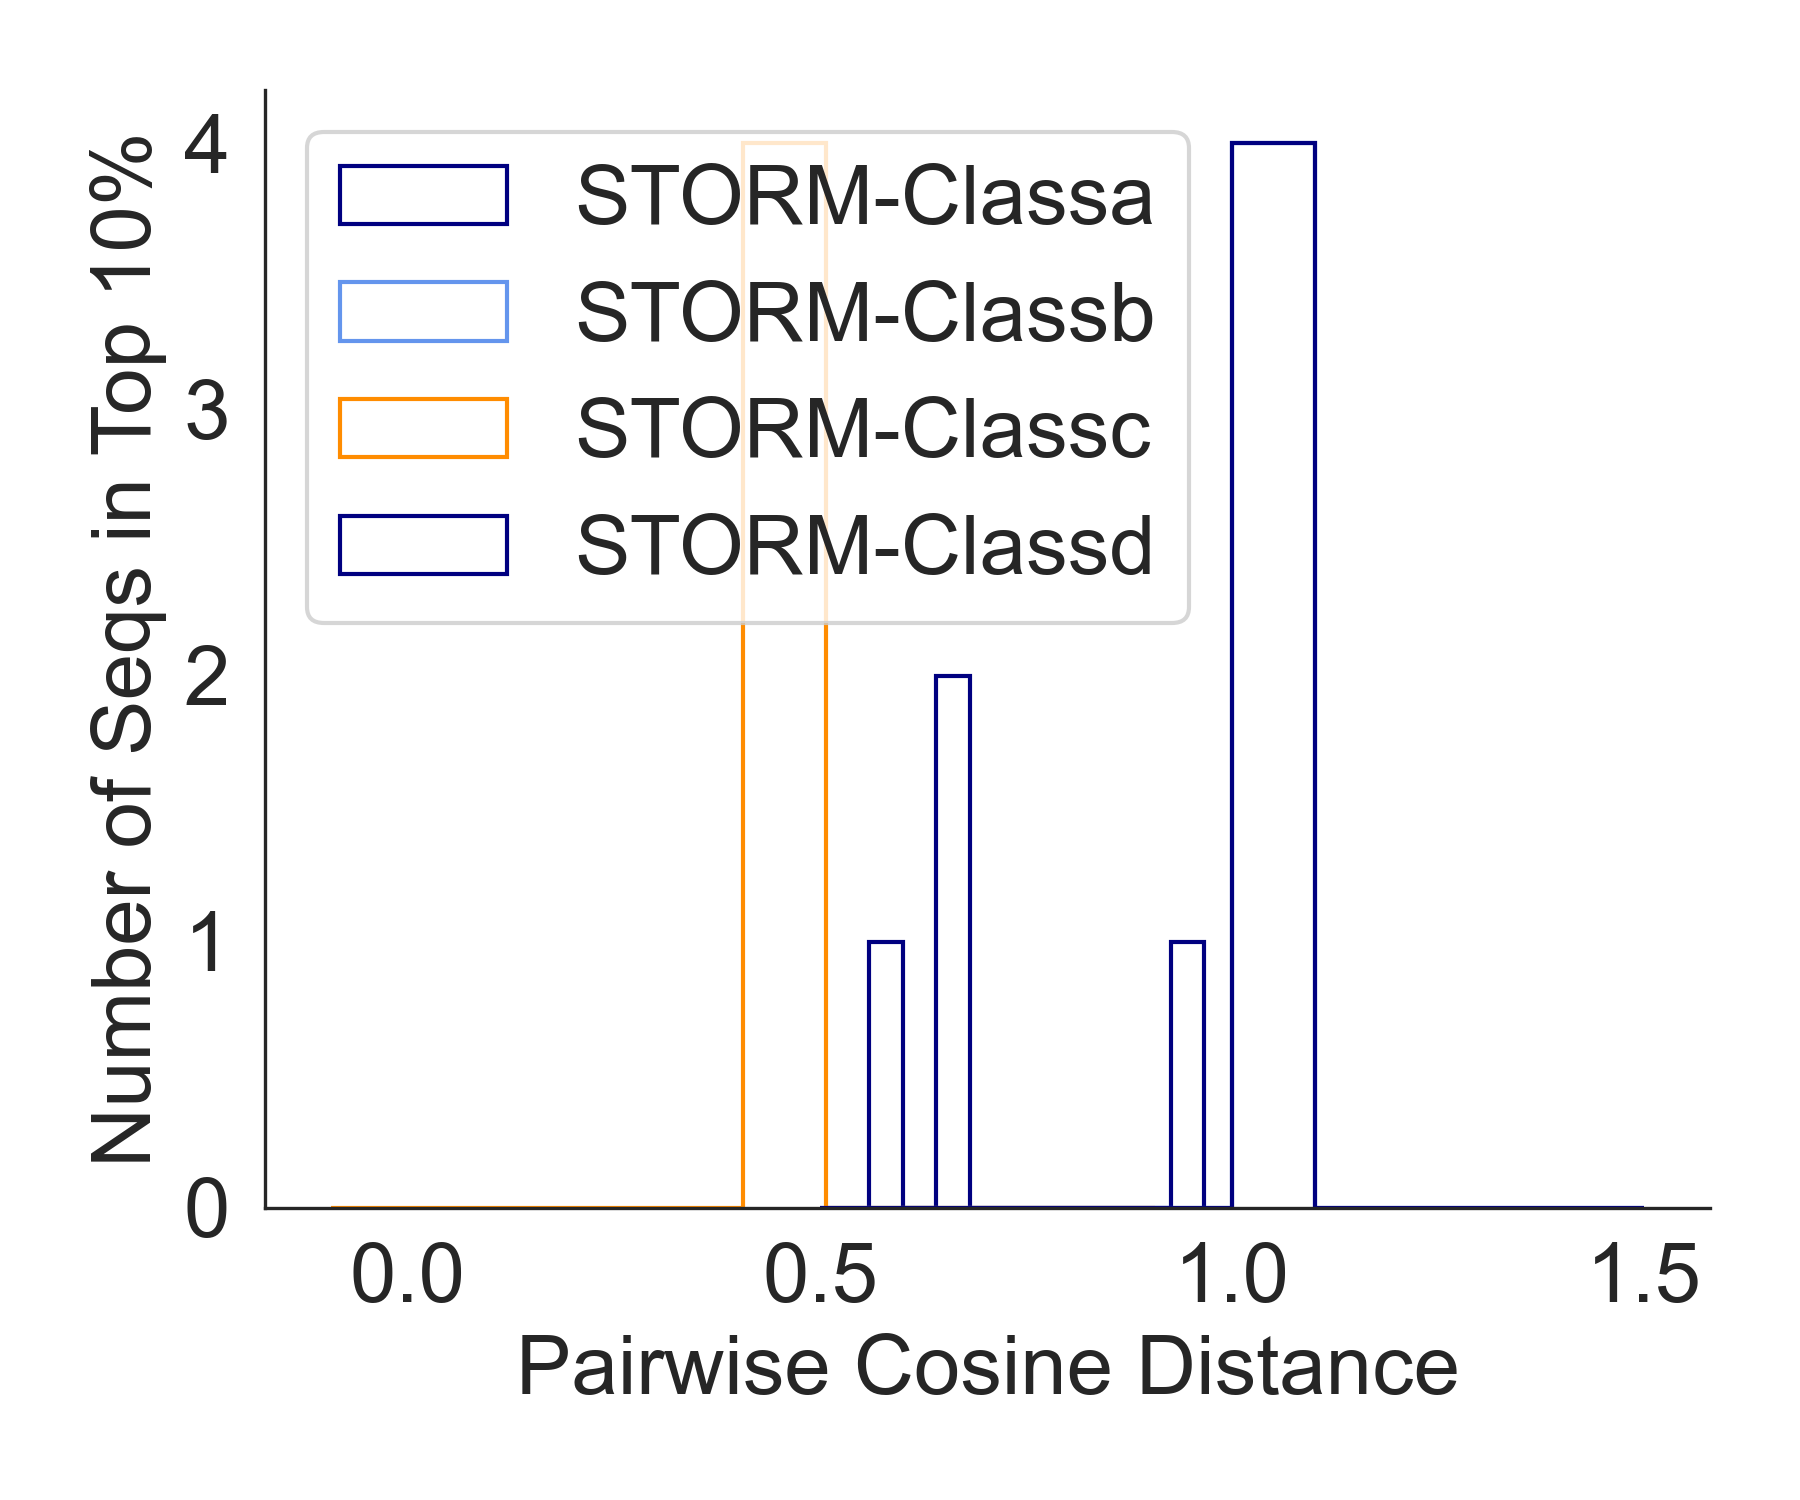 Number of Seqs in Top 10%
4
3
2
1
0
STORM-Classa
STORM-Classb
STORM-Classc
STORM-Classd
0.0 0.5 1.0 1.5
Pairwise Cosine Distance